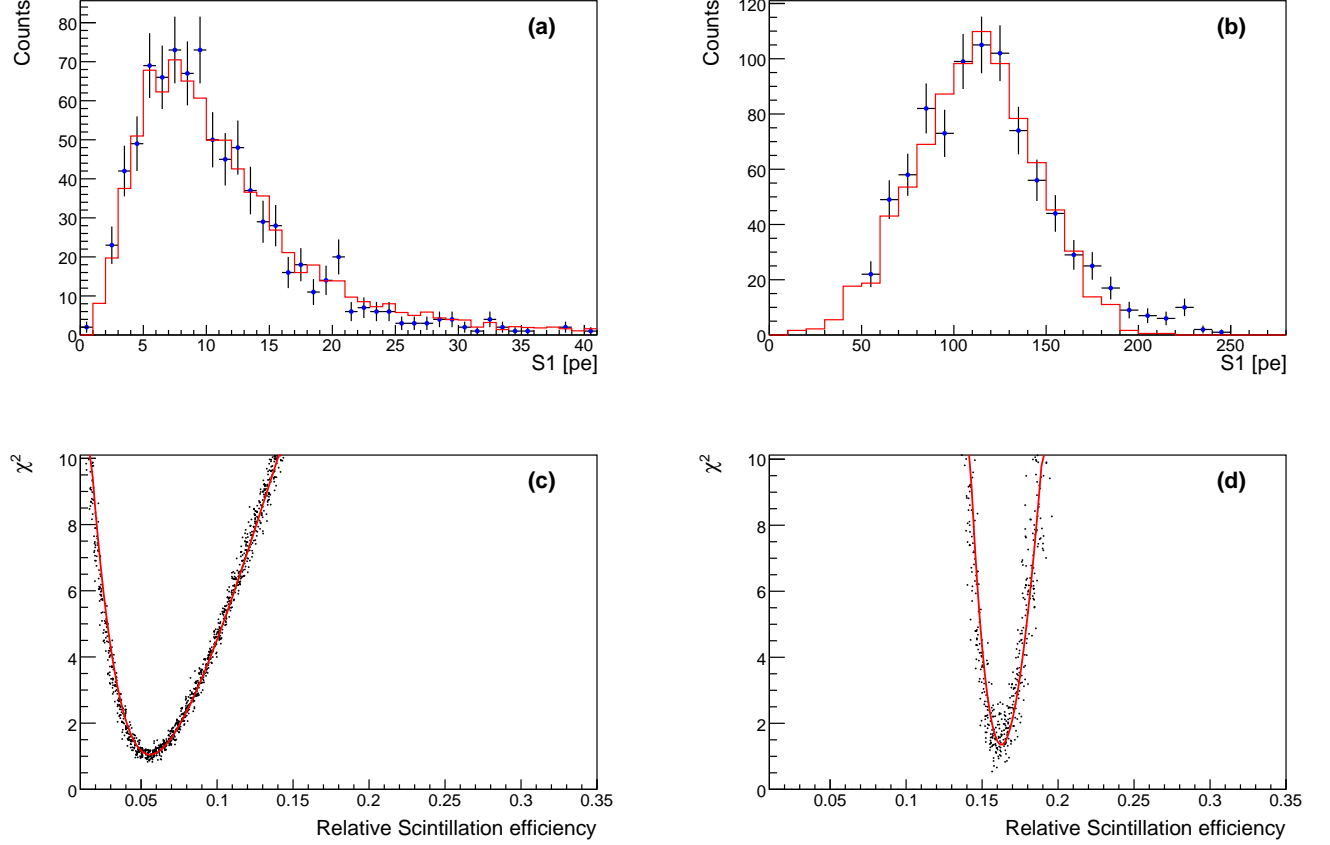 Counts
(a)
0 10 20 30 40 50 60 70 80
0 5 10 15 20 25 30 35 40
S1 [pe]
Counts
(b)
0 20 40 60 80 100 120
0 50 100 150 200 250
S1 [pe]
χ²
(c)
0 2 4 6 8 10
0.05 0.1 0.15 0.2 0.25 0.3 0.35
Relative Scintillation efficiency
χ²
(d)
0 2 4 6 8 10
0.05 0.1 0.15 0.2 0.25 0.3 0.35
Relative Scintillation efficiency